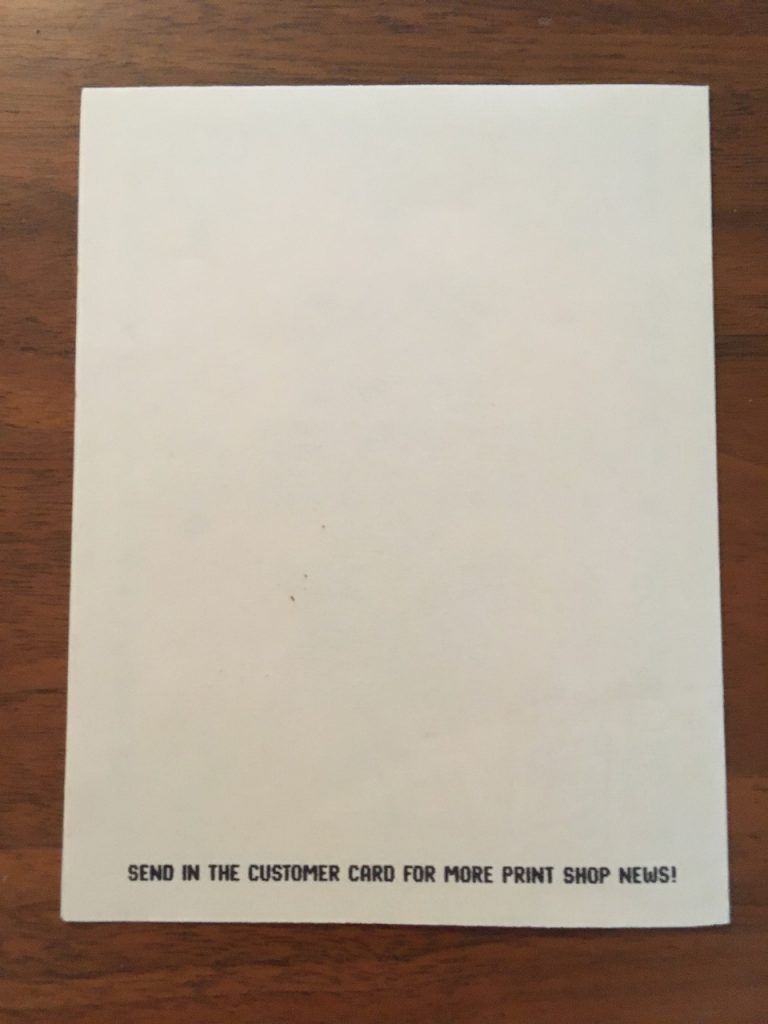 SEND IN THE CUSTOMER CARD FOR MORE PRINT SHOP NEWS!